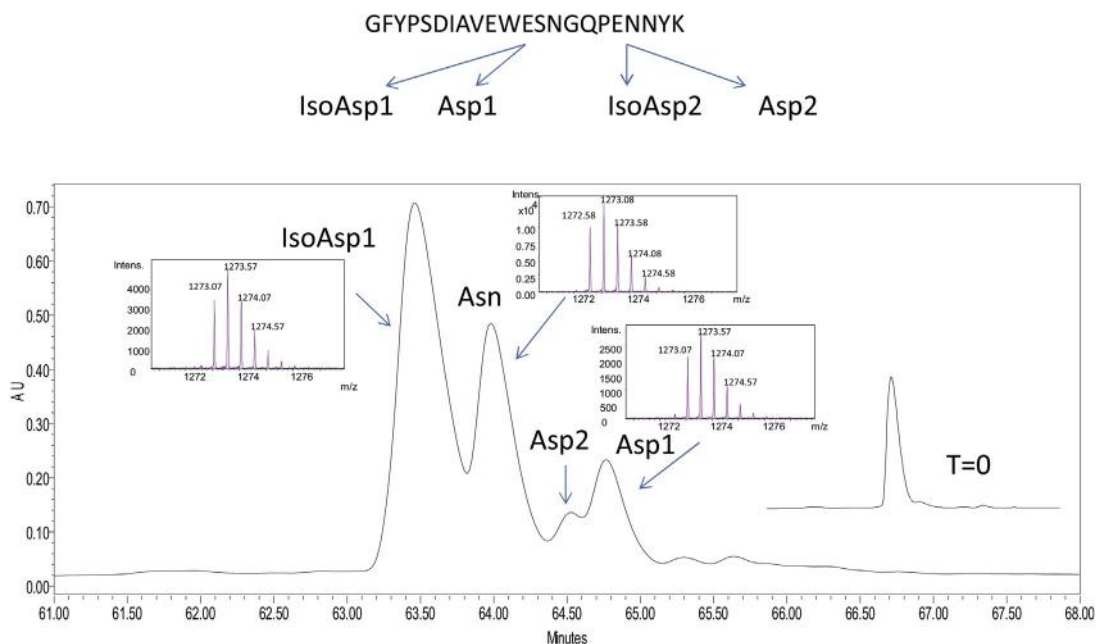 GFYPSDIAVEWESNGQPENNYK
IsoAsp1 Asp1 IsoAsp2 Asp2
IsoAsp1
Asn
Asp2
Asp1
T=0
Intens.
4000
3000
2000
1000
0
1273.07
1273.57
1274.07
1274.57
1272 1274 1276 m/z
Intens.
x10
4
1.00
0.75
0.50
0.25
0.00
1272.58
1273.08
1273.58
1274.08
1274.58
1272 1274 1276 m/z
Intens.
2500
2000
1500
1000
500
0
1273.07
1273.57
1274.07
1274.57
1272 1274 1276 m/z
AU
0.70
0.60
0.50
0.40
0.30
0.20
0.10
0.00
61.00 61.50 62.00 62.50 63.00 63.50 64.00 64.50 65.00 65.50 66.00 66.50 67.00 67.50 68.00
Minutes